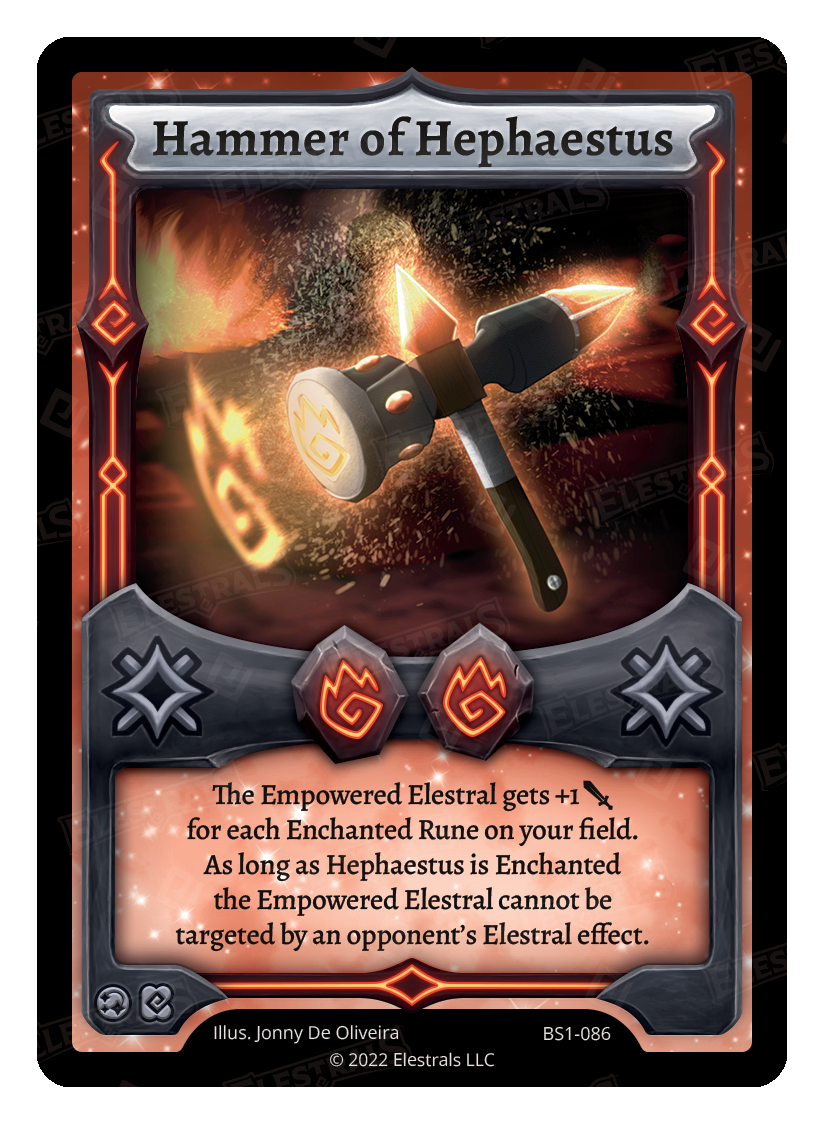 Hammer of Hephaestus
The Empowered Elestral gets +1
for each Enchanted Rune on your field.
As long as Hephaestus is Enchanted
the Empowered Elestral cannot be
targeted by an opponent's Elestral effect.
Illus. Jonny De Oliveira
BS1-086
© 2022 Elestrals LLC
ELESTRALS